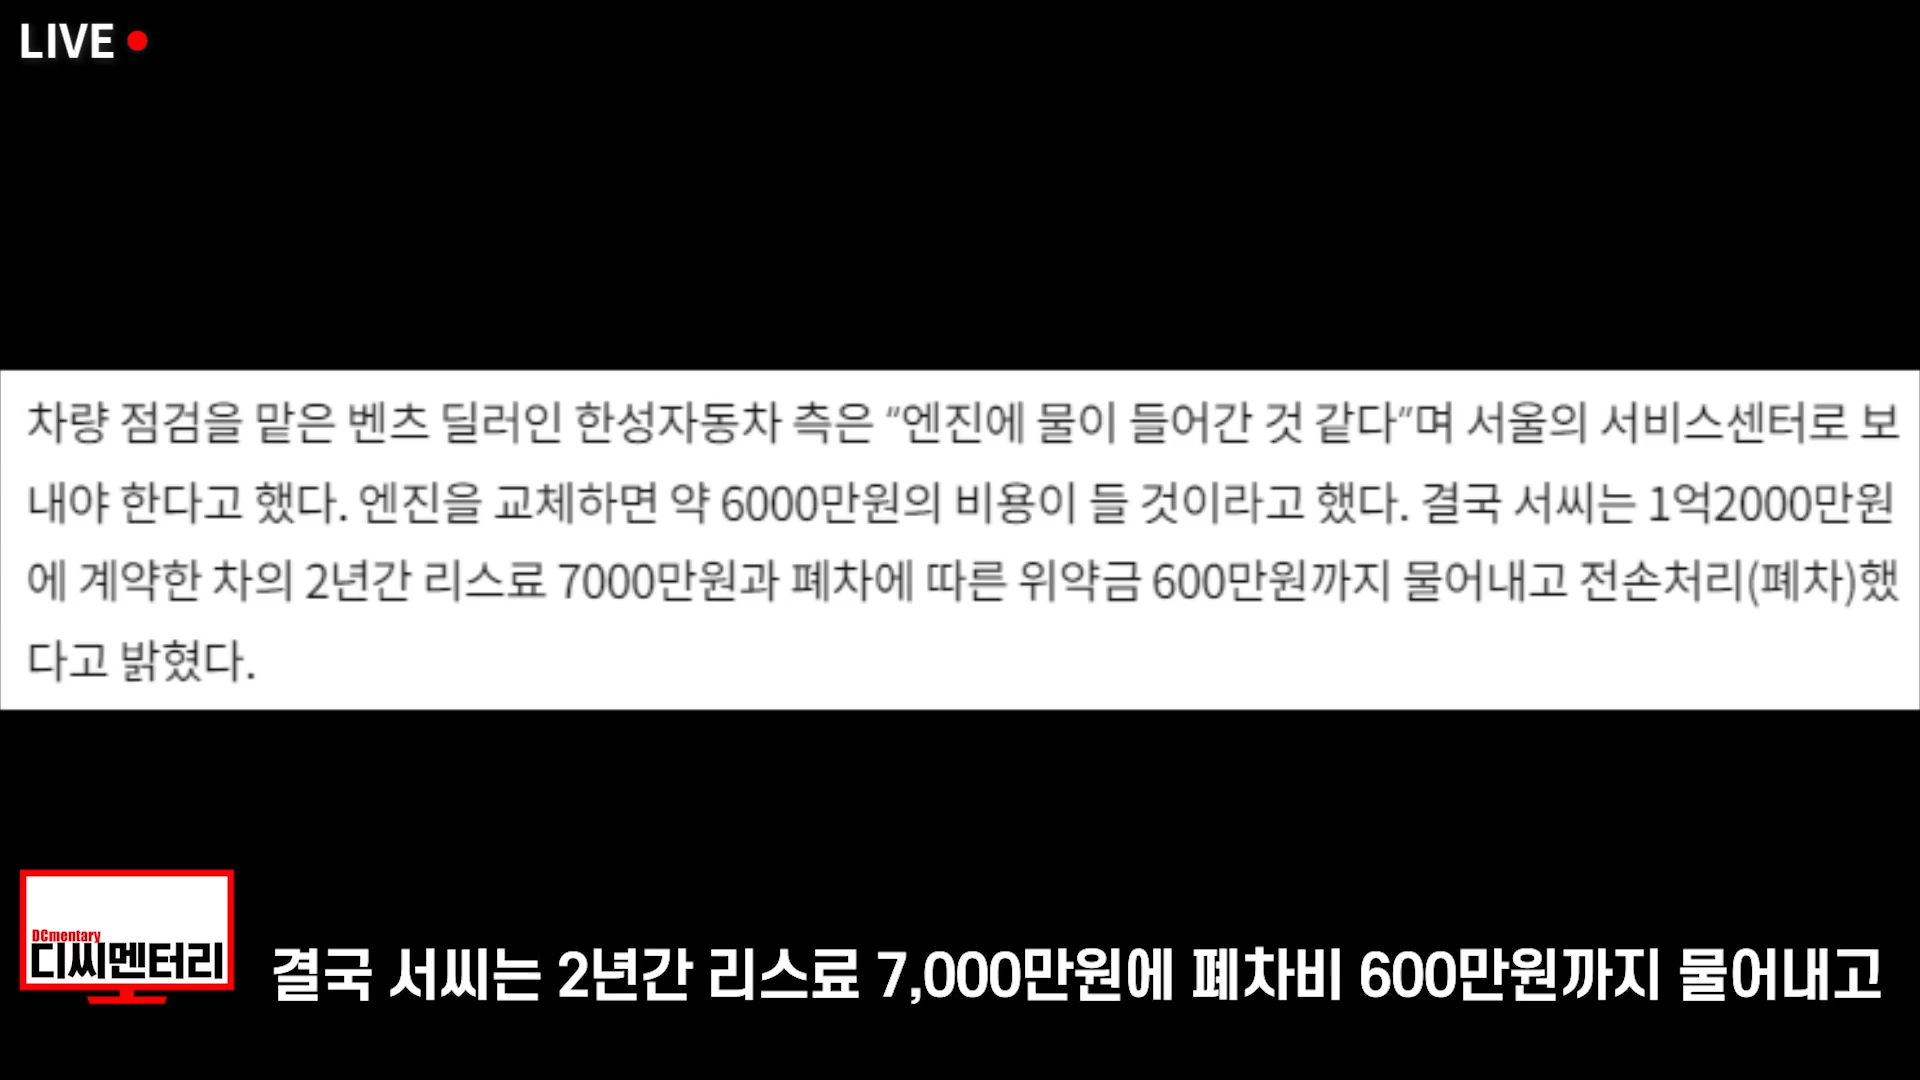 LIVE
차량 점검을 맡은 벤츠 딜러인 한성자동차 측은 "엔진에 물이 들어간 것 같다"며 서울의 서비스센터로 보
내야 한다고 했다. 엔진을 교체하면 약 6000만원의 비용이 들 것이라고 했다. 결국 서씨는 1억2000만원
에 계약한 차의 2년간 리스료 7000만원과 폐차에 따른 위약금 600만원까지 물어내고 전손처리(폐차)했
다고 밝혔다.
DCmentary
디씨멘터리
결국 서씨는 2년간 리스료 7,000만원에 폐차비 600만원까지 물어내고